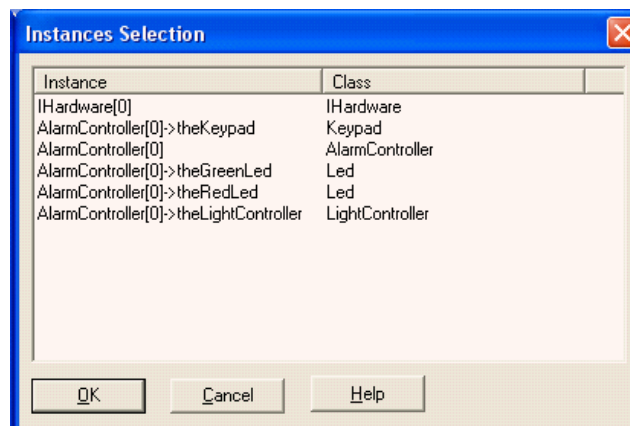 Instances Selection
Instance Class
IHardware[0] IHardware
AlarmController[0]->theKeypad Keypad
AlarmController[0] AlarmController
AlarmController[0]->theGreenLed Led
AlarmController[0]->theRedLed Led
AlarmController[0]->theLightController LightController
OK Cancel Help